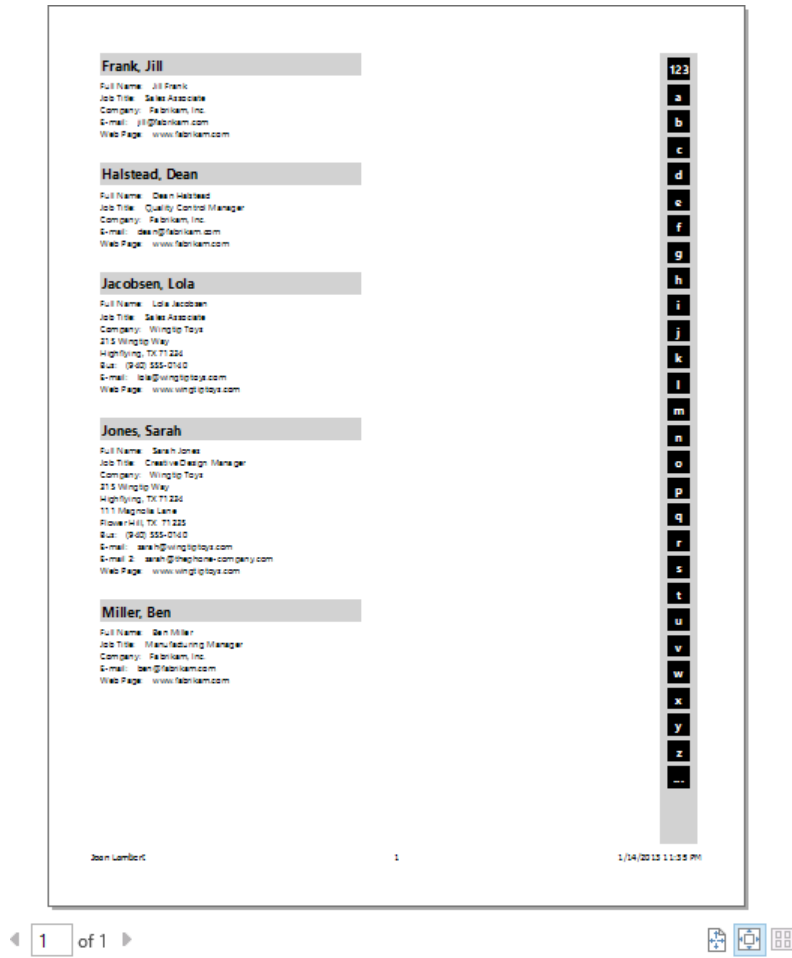 Frank, Jill
Full Name: Jill Frank
Job Title: Sales Associate
Company: Fabrikam, Inc.
E-mail: jill@fabrikam.com
Web Page: www.fabrikam.com
Halstead, Dean
Full Name: Dean Halstead
Job Title: Quality Control Manager
Company: Fabrikam, Inc.
E-mail: dean@fabrikam.com
Web Page: www.fabrikam.com
Jacobsen, Lola
Full Name: Lola Jacobsen
Job Title: Sales Associate
Company: Wingtip Toys
215 Wingtip Way
Highflying, TX 71234
Bus: (940) 555-0140
E-mail: lola@wingtiptoys.com
Web Page: www.wingtiptoys.com
Jones, Sarah
Full Name: Sarah Jones
Job Title: Creative Design Manager
Company: Wingtip Toys
215 Wingtip Way
Highflying, TX 71234
111 Magnolia Lane
Flower Hill, TX 71235
Bus: (940) 555-0140
E-mail: sarah@wingtiptoys.com
E-mail 2: sarah@thephone-company.com
Web Page: www.wingtiptoys.com
Miller, Ben
Full Name: Ben Miller
Job Title: Manufacturing Manager
Company: Fabrikam, Inc.
E-mail: ben@fabrikam.com
Web Page: www.fabrikam.com
123
a
b
c
d
e
f
g
h
i
j
k
l
m
n
o
p
q
r
s
t
u
v
w
x
y
z
...
Joan Lambert
1
1/14/2013 11:35 PM
1 of 1